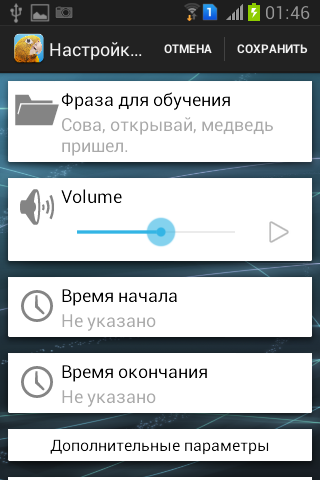 01:46
Настройк... ОТМЕНА СОХРАНИТЬ
Фраза для обучения
Сова, открывай, медведь
пришел.
Volume
Время начала
Не указано
Время окончания
Не указано
Дополнительные параметры